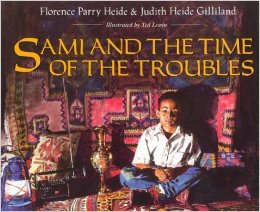 Florence Parry Heide & Judith Heide Gilliland
Illustrated by Ted Lewin
SAMI AND THE TIME
OF THE TROUBLES